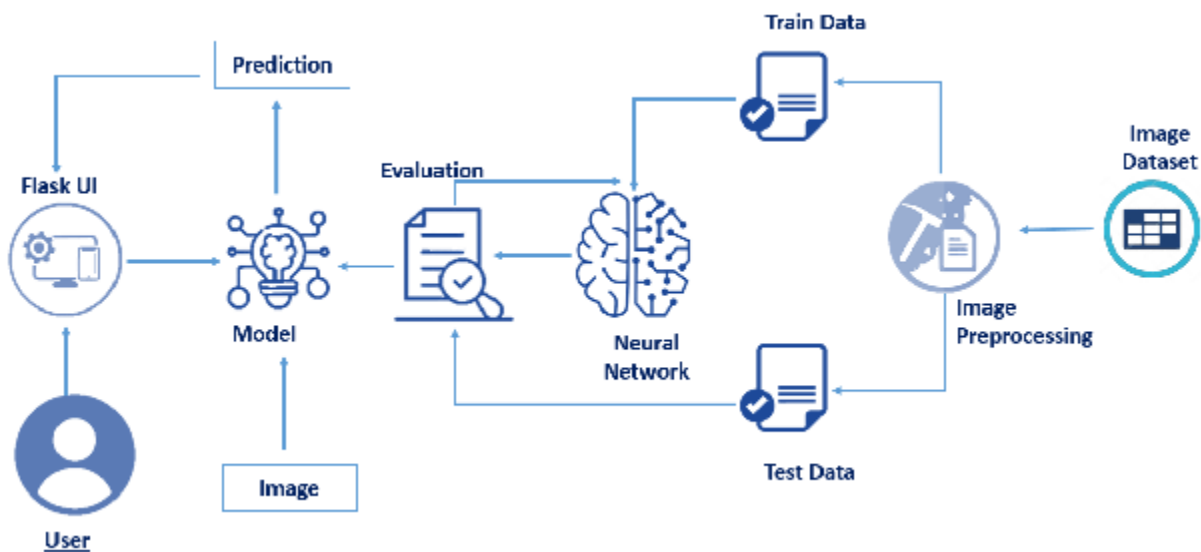 Train Data
Prediction
Image
Dataset
Evaluation
Flask UI
Model
Image
Preprocessing
Neural
Network
Test Data
Image
User